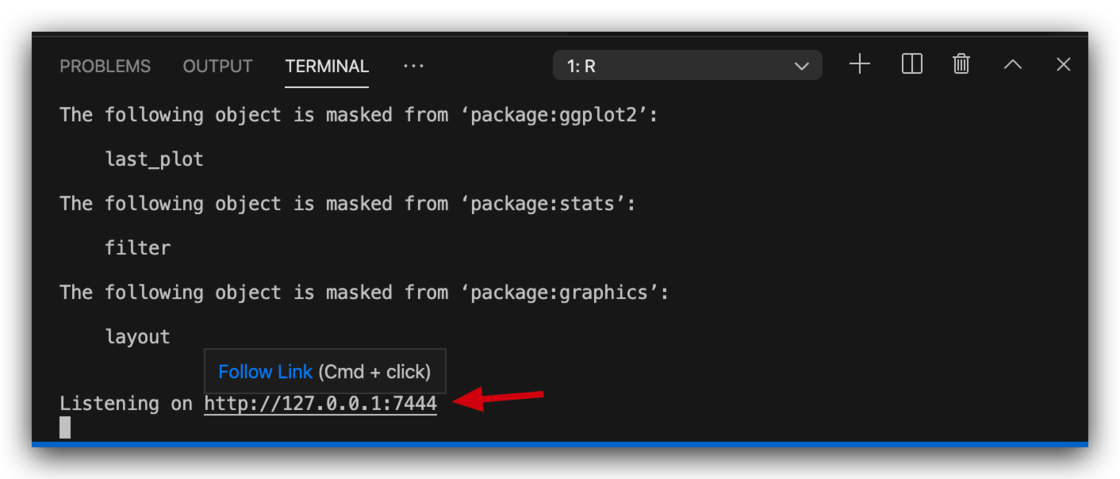 PROBLEMS OUTPUT TERMINAL ··· 1: R
The following object is masked from ‘package:ggplot2’:
last_plot
The following object is masked from ‘package:stats’:
filter
The following object is masked from ‘package:graphics’:
layout
Follow Link (Cmd + click)
Listening on http://127.0.0.1:7444